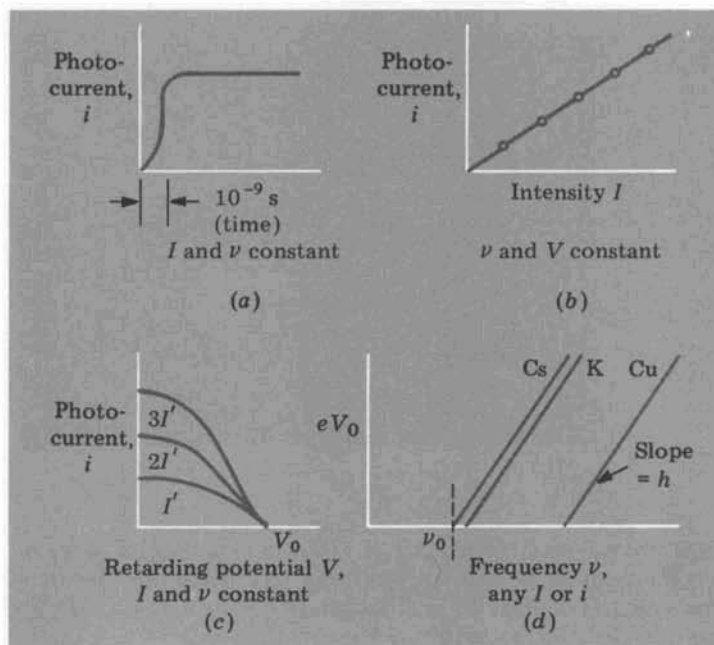 Photo-
current,
i
10⁻⁹ s
(time)
I and ν constant
(a)
Photo-
current,
i
Intensity I
ν and V constant
(b)
Photo-
current,
i
3I′
2I′
I′
V₀
Retarding potential V,
I and ν constant
(c)
eV₀
Cs K Cu
Slope
= h
ν₀
Frequency ν,
any I or i
(d)